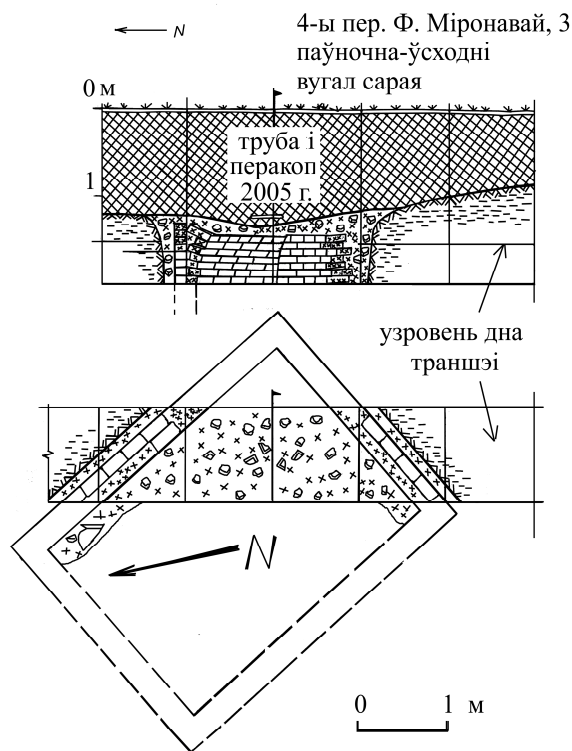 N
4-ы пер. Ф. Міронавай, 3
паўночна-ўсходні
вугал сарая
0 м
труба і
перакоп
2005 г.
1
узровень дна
траншэі
N
0 1 м